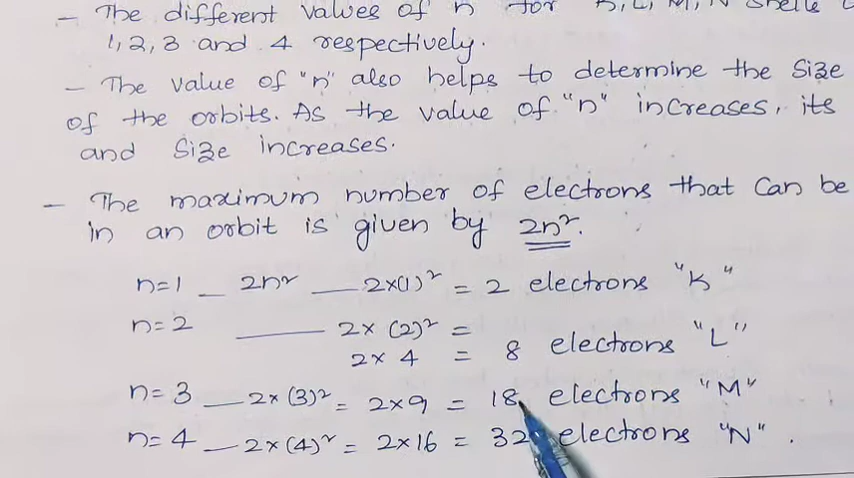 - The different values of n for K, L, M, N shells
1, 2, 3 and 4 respectively.
- The value of "n" also helps to determine the size
of the orbits. As the value of "n" increases, its
and size increases.
- The maximum number of electrons that can be
in an orbit is given by 2n².
n=1 — 2n² — 2×(1)² = 2 electrons "K"
n=2 — 2×(2)² =
2×4 = 8 electrons "L"
n=3 — 2×(3)² = 2×9 = 18 electrons "M"
n=4 — 2×(4)² = 2×16 = 32 electrons "N".